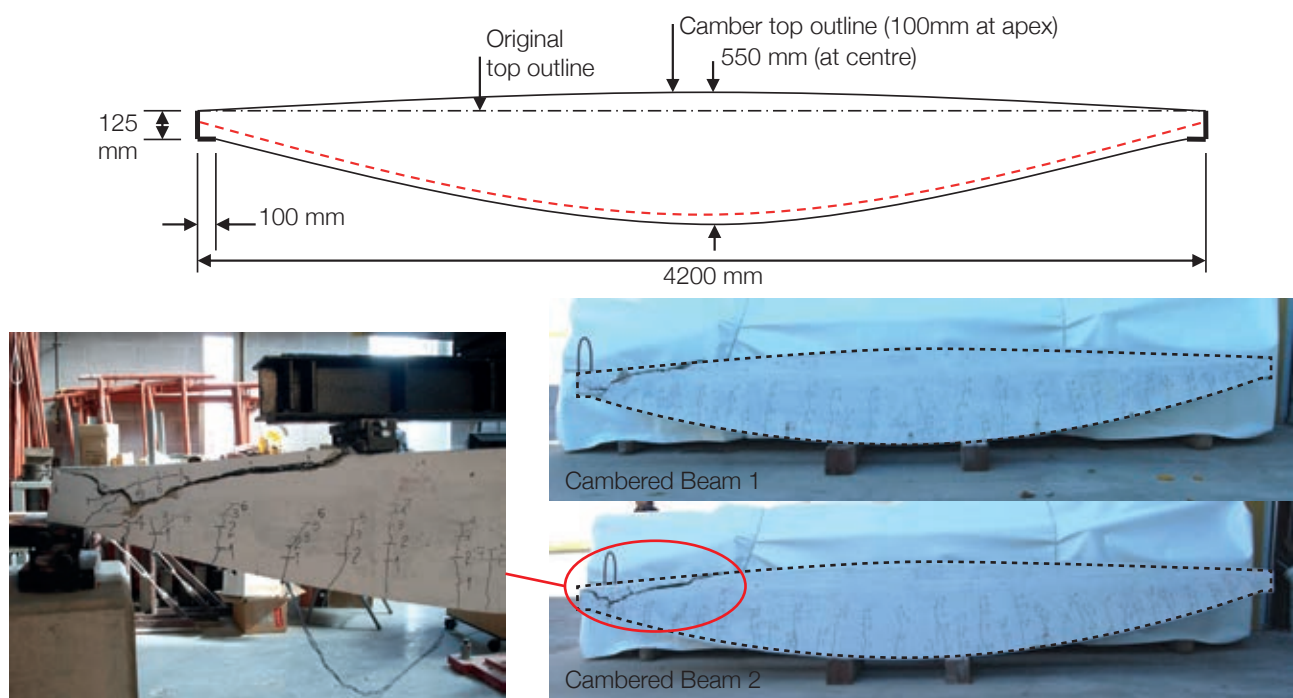 Original
top outline
Camber top outline (100mm at apex)
550 mm (at centre)
125
mm
100 mm
4200 mm
Cambered Beam 1
Cambered Beam 2